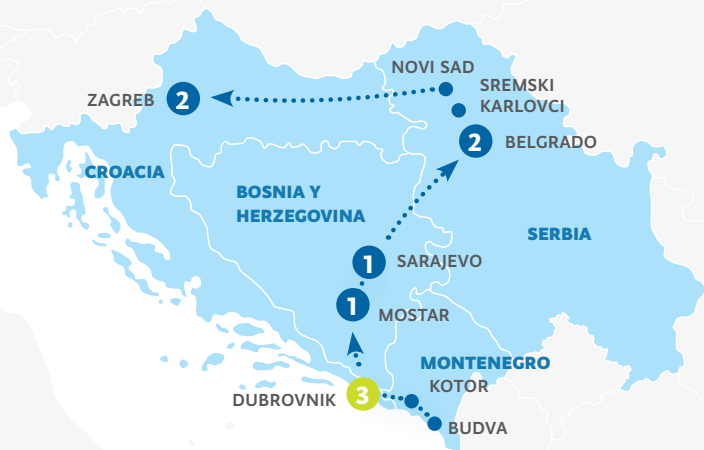 NOVI SAD
SREMSKI
KARLOVCI
ZAGREB 2
2 BELGRADO
CROACIA
BOSNIA Y
HERZEGOVINA
SERBIA
1 SARAJEVO
1 MOSTAR
MONTENEGRO
KOTOR
DUBROVNIK 3
BUDVA